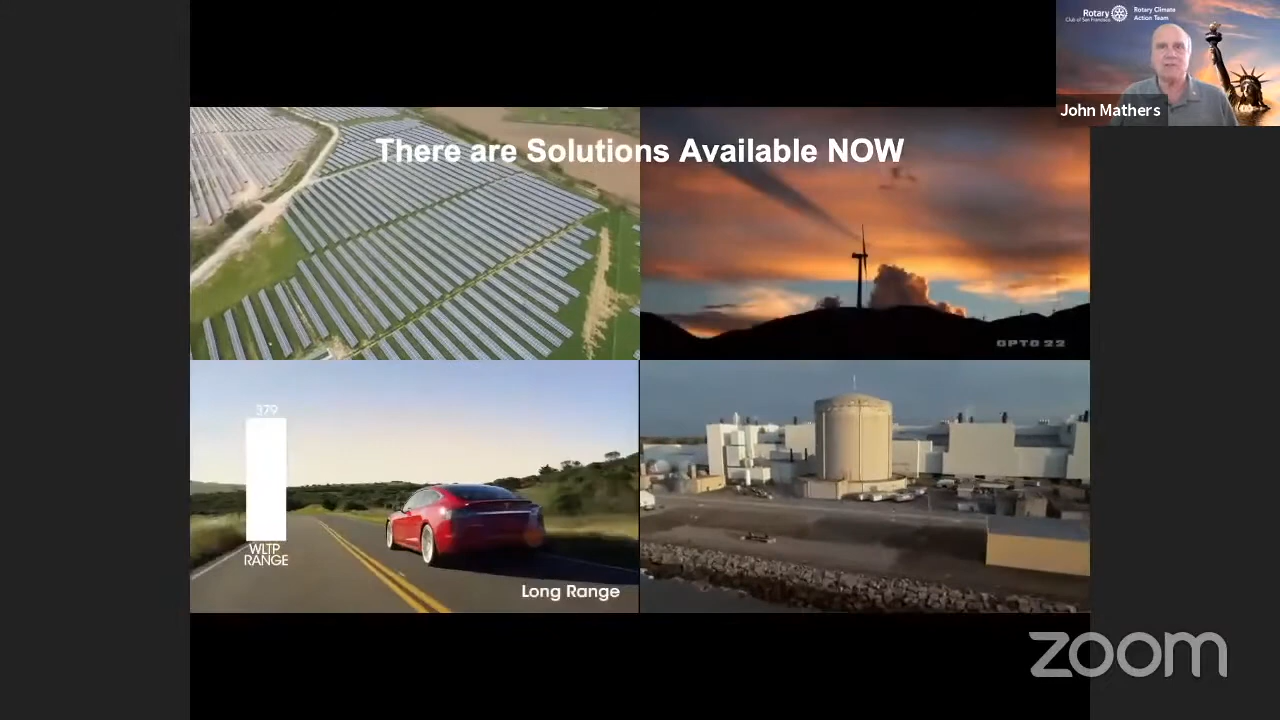 Rotary
Club of San Francisco
Rotary Climate
Action Team
John Mathers
There are Solutions Available NOW
OPTO 22
379
WLTP
RANGE
Long Range
zoom